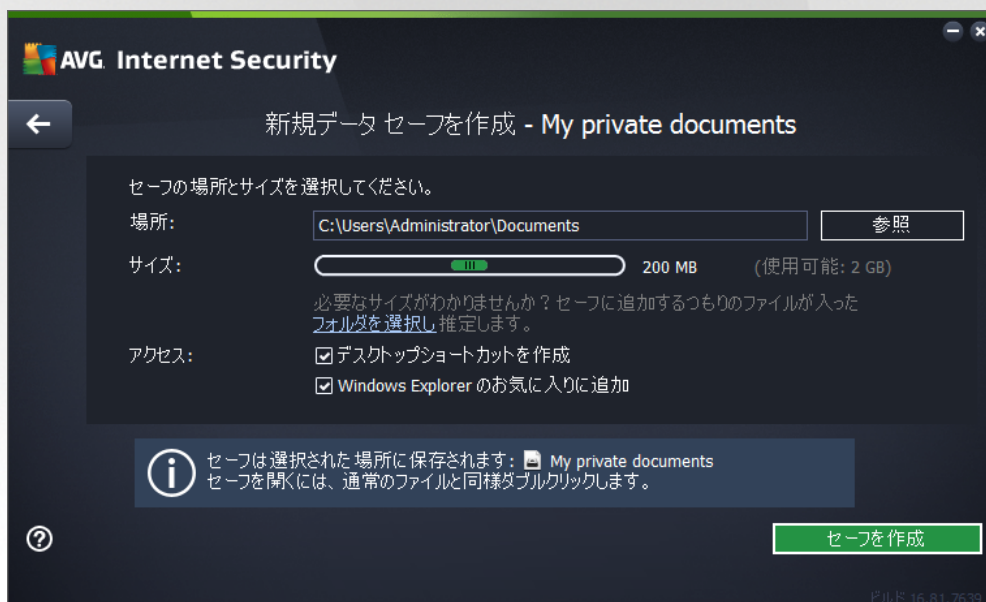 AVG. Internet Security
新規データ セーフを作成 - My private documents
セーフの場所とサイズを選択してください。
場所: C:\Users\Administrator\Documents 参照
サイズ: 200 MB (使用可能: 2 GB)
必要なサイズがわかりませんか？セーフに追加するつもりのファイルが入った
フォルダを選択し推定します。
アクセス: デスクトップショートカットを作成
Windows Explorer のお気に入りに追加
セーフは選択された場所に保存されます: My private documents
セーフを開くには、通常のファイルと同様ダブルクリックします。
セーフを作成
ビルド 16.81.7639